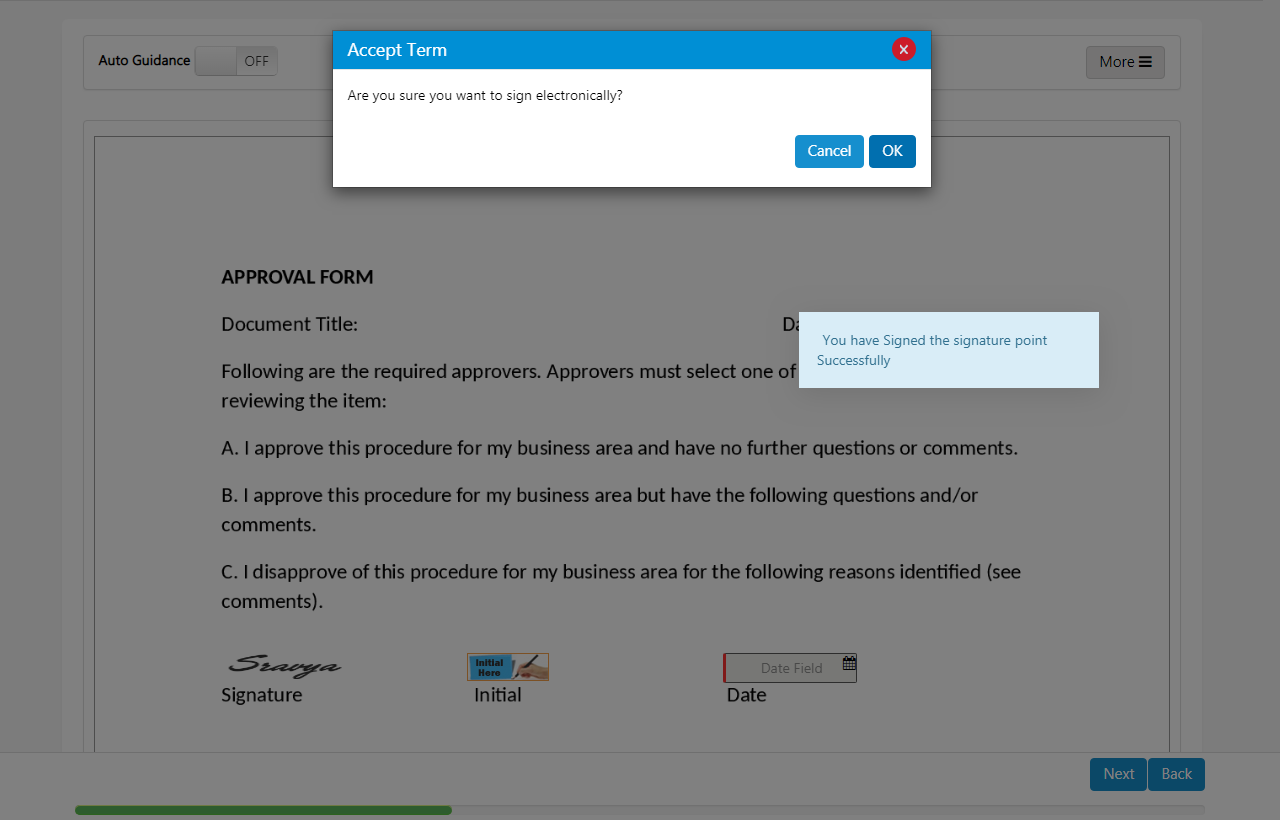 Accept Term
Are you sure you want to sign electronically?
Cancel OK
Auto Guidance OFF
More
APPROVAL FORM
Document Title:
You have Signed the signature point
Successfully
Following are the required approvers. Approvers must select one of
reviewing the item:
A. I approve this procedure for my business area and have no further questions or comments.
B. I approve this procedure for my business area but have the following questions and/or
comments.
C. I disapprove of this procedure for my business area for the following reasons identified (see
comments).
Sravya
Initial
Here
Date Field
Signature Initial Date
Next Back